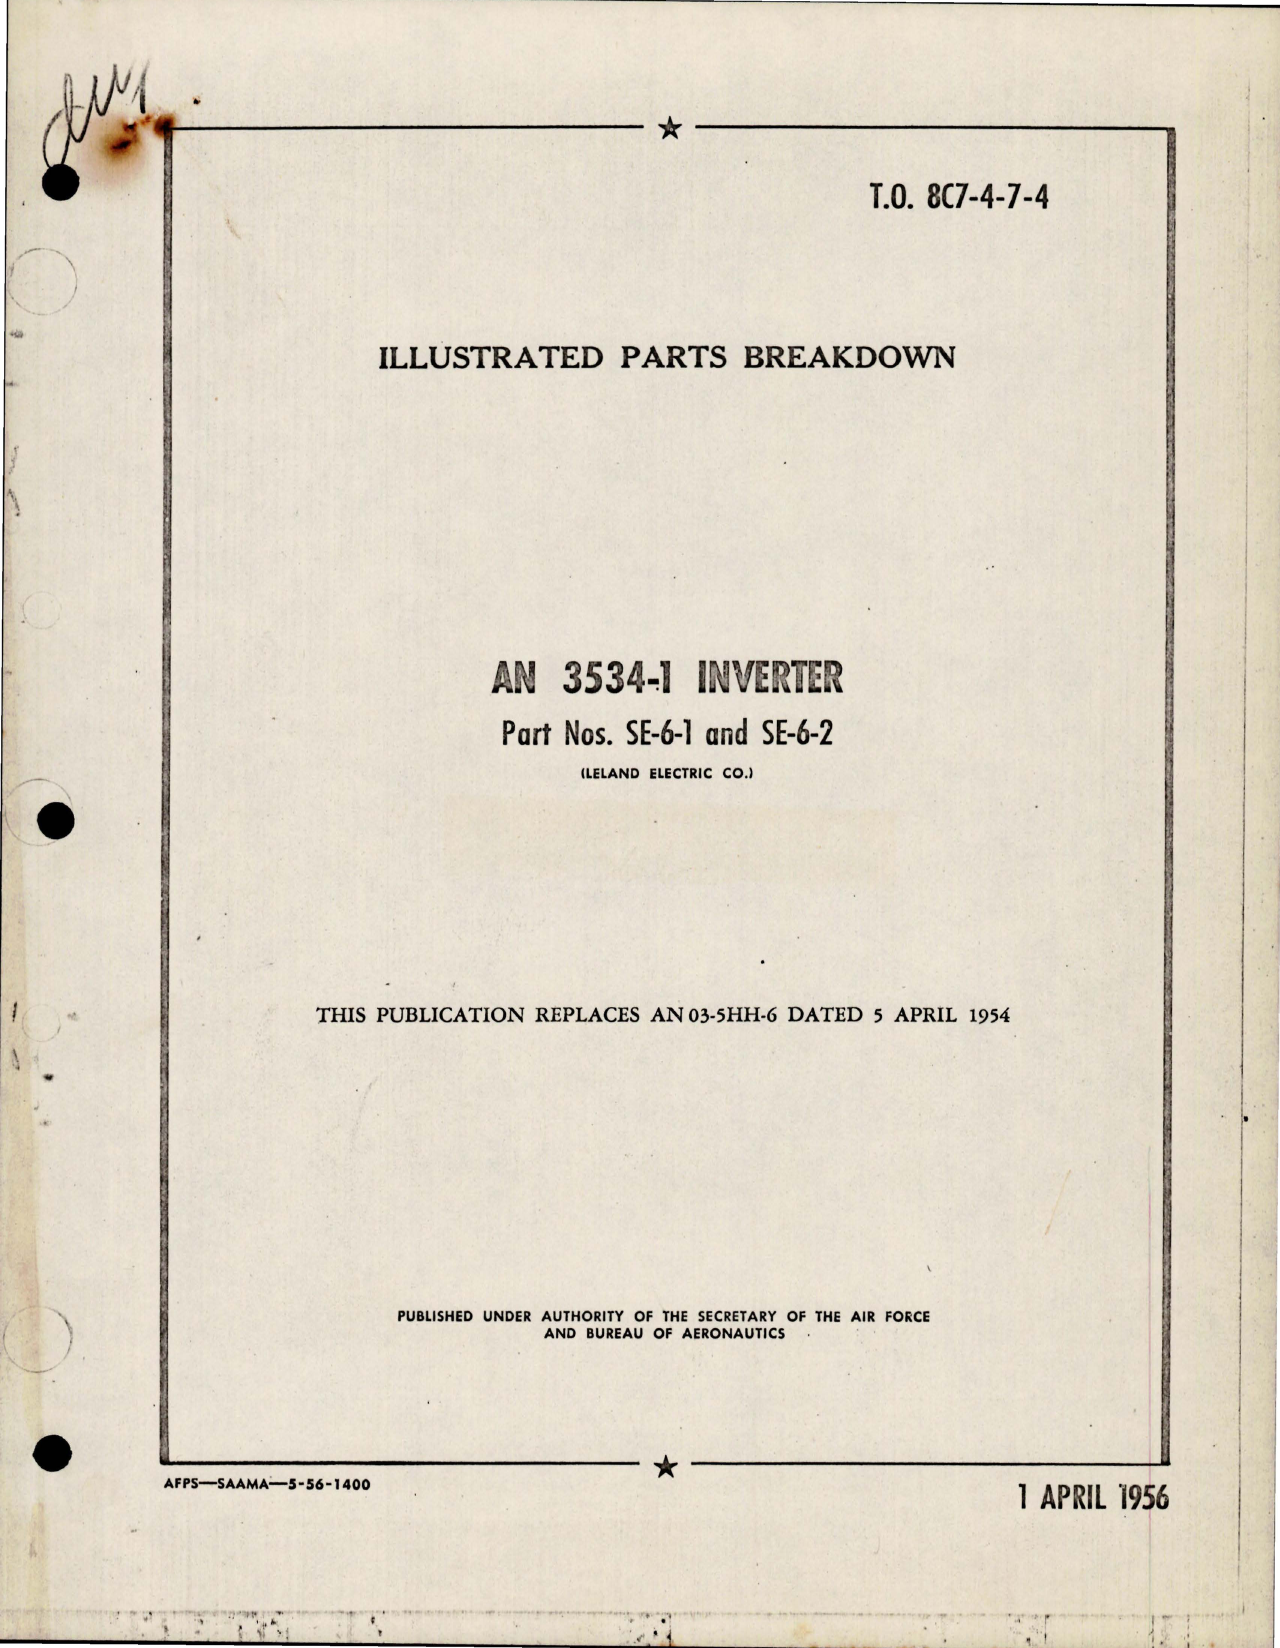 T.O. 8C7-4-7-4
ILLUSTRATED PARTS BREAKDOWN
AN 3534-1 INVERTER
Part Nos. SE-6-1 and SE-6-2
(LELAND ELECTRIC CO.)
THIS PUBLICATION REPLACES AN 03-5HH-6 DATED 5 APRIL 1954
PUBLISHED UNDER AUTHORITY OF THE SECRETARY OF THE AIR FORCE
AND BUREAU OF AERONAUTICS
AFPS—SAAMA—5-56-1400
1 APRIL 1956